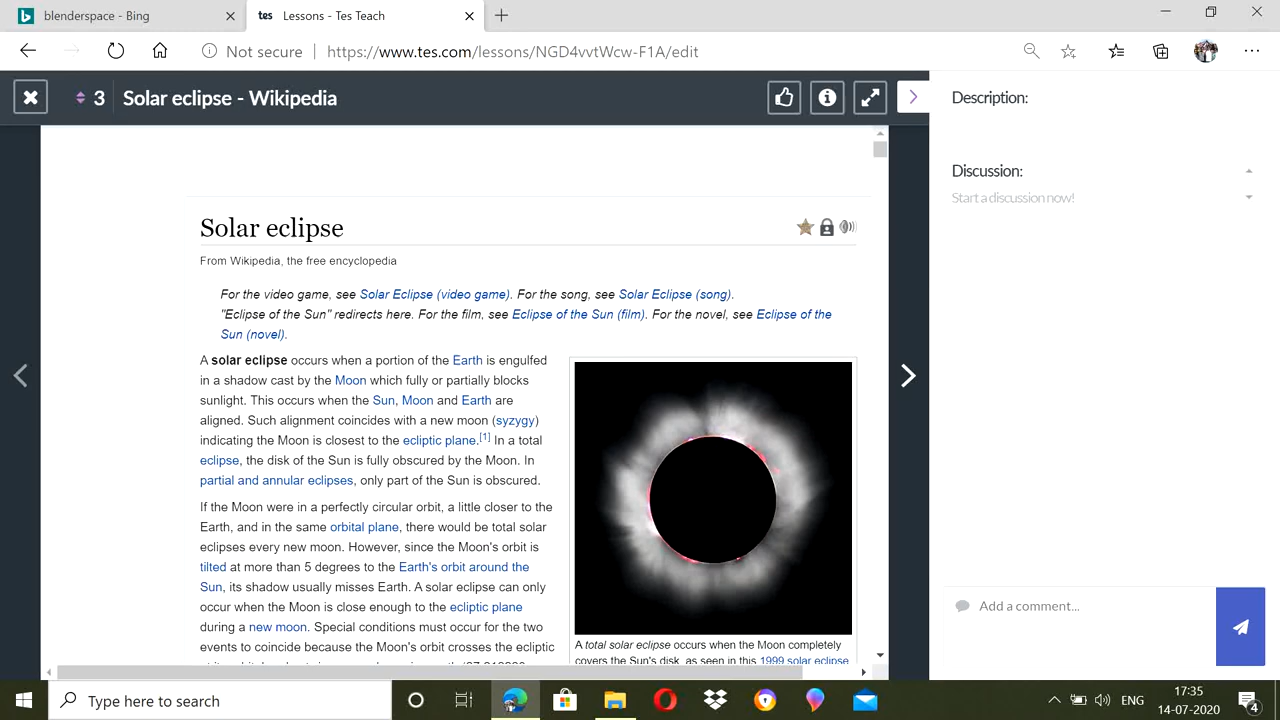 blenderspace - Bing
tes Lessons - Tes Teach
Not secure https://www.tes.com/lessons/NGD4vvtWcw-F1A/edit
3 Solar eclipse - Wikipedia
Solar eclipse
From Wikipedia, the free encyclopedia
For the video game, see Solar Eclipse (video game). For the song, see Solar Eclipse (song).
"Eclipse of the Sun" redirects here. For the film, see Eclipse of the Sun (film). For the novel, see Eclipse of the
Sun (novel).
A solar eclipse occurs when a portion of the Earth is engulfed
in a shadow cast by the Moon which fully or partially blocks
sunlight. This occurs when the Sun, Moon and Earth are
aligned. Such alignment coincides with a new moon (syzygy)
indicating the Moon is closest to the ecliptic plane.[1] In a total
eclipse, the disk of the Sun is fully obscured by the Moon. In
partial and annular eclipses, only part of the Sun is obscured.
If the Moon were in a perfectly circular orbit, a little closer to the
Earth, and in the same orbital plane, there would be total solar
eclipses every new moon. However, since the Moon's orbit is
tilted at more than 5 degrees to the Earth's orbit around the
Sun, its shadow usually misses Earth. A solar eclipse can only
occur when the Moon is close enough to the ecliptic plane
during a new moon. Special conditions must occur for the two
events to coincide because the Moon's orbit crosses the ecliptic
A total solar eclipse occurs when the Moon completely
covers the Sun's disk, as seen in this 1999 solar eclipse
Description:
Discussion:
Start a discussion now!
Add a comment...
Type here to search
ENG
17:35
14-07-2020
4